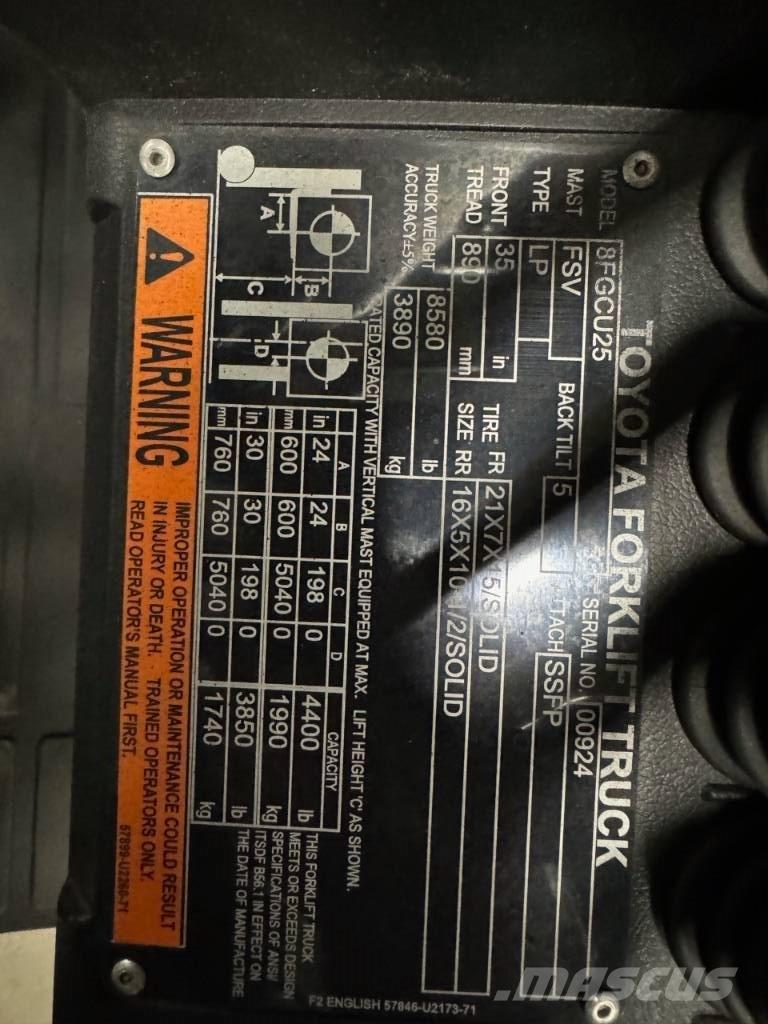 TOYOTA FORKLIFT TRUCK
MODEL 8FGCU25 SERIAL NO. 00924
MAST FSV BACK TILT 5 ATTACH SSFP
TYPE LP
FRONT 35 in TIRE FR 21X7X15/SOLID
TREAD 890 mm SIZE RR 16X5X10-1/2/SOLID
TRUCK WEIGHT 8580 lb
ACCURACY±5% 3890 kg
RATED CAPACITY WITH VERTICAL MAST EQUIPPED AT MAX. LIFT HEIGHT 'C' AS SHOWN.
A B C D CAPACITY
in 24 24 198 0 4400 lb
mm 600 600 5040 0 1990 kg
in 30 30 198 0 3850 lb
mm 760 760 5040 0 1740 kg
A
B
C
D
THIS FORKLIFT TRUCK
MEETS OR EXCEEDS DESIGN
SPECIFICATIONS OF ANSI/
ITSDF B56.1 IN EFFECT ON
THE DATE OF MANUFACTURE
WARNING
IMPROPER OPERATION OR MAINTENANCE COULD RESULT
IN INJURY OR DEATH. TRAINED OPERATORS ONLY.
READ OPERATOR'S MANUAL FIRST.
57899-U2260-71
F2 ENGLISH 57846-U2173-71
MASCUS